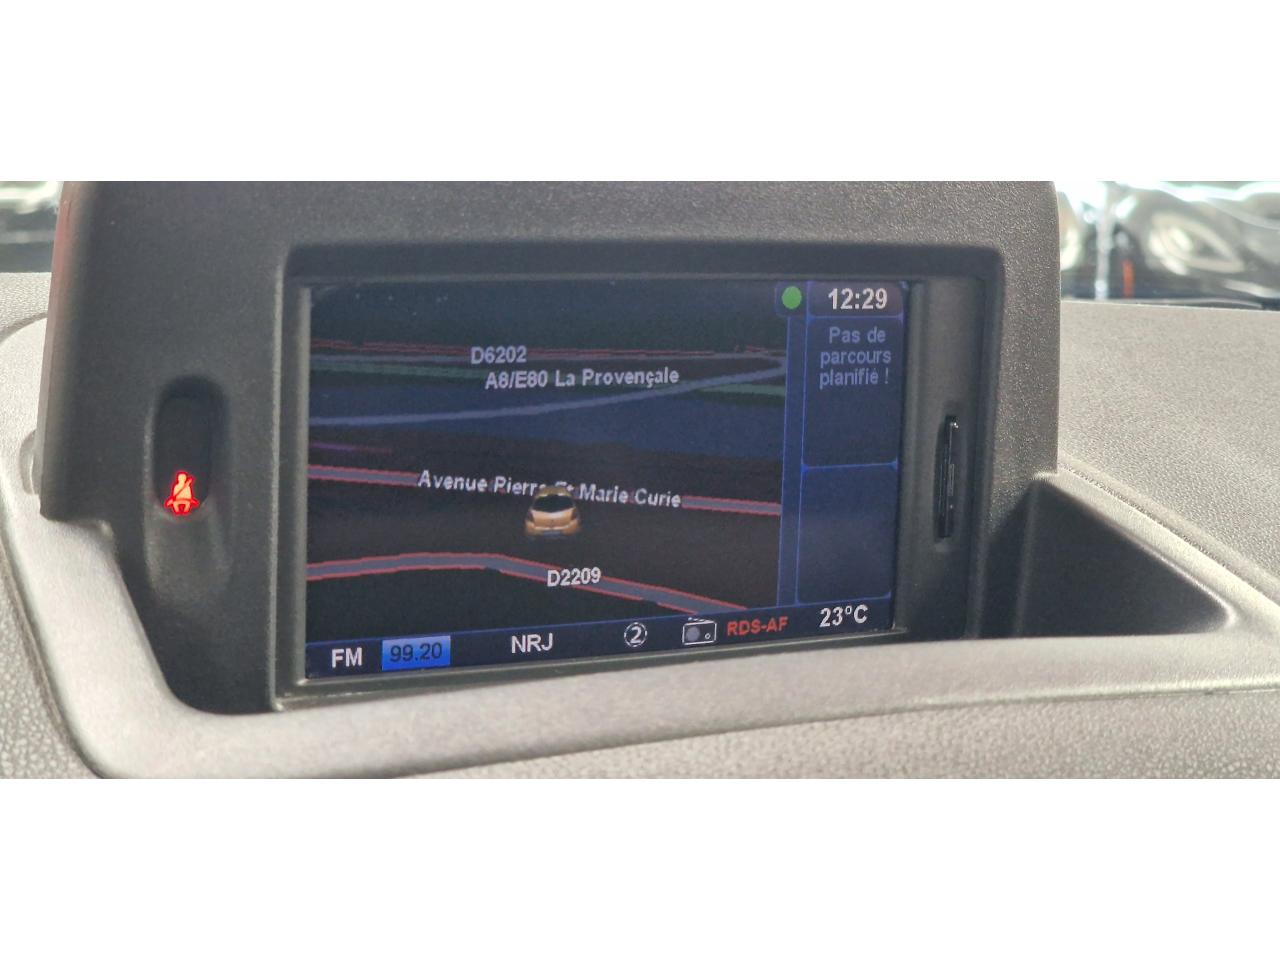 12:29
Pas de
parcours
planifié !
D6202
A8/E80 La Provençale
Avenue Pierre Et Marie Curie
D2209
FM 99.20 NRJ 2 RDS-AF 23°C